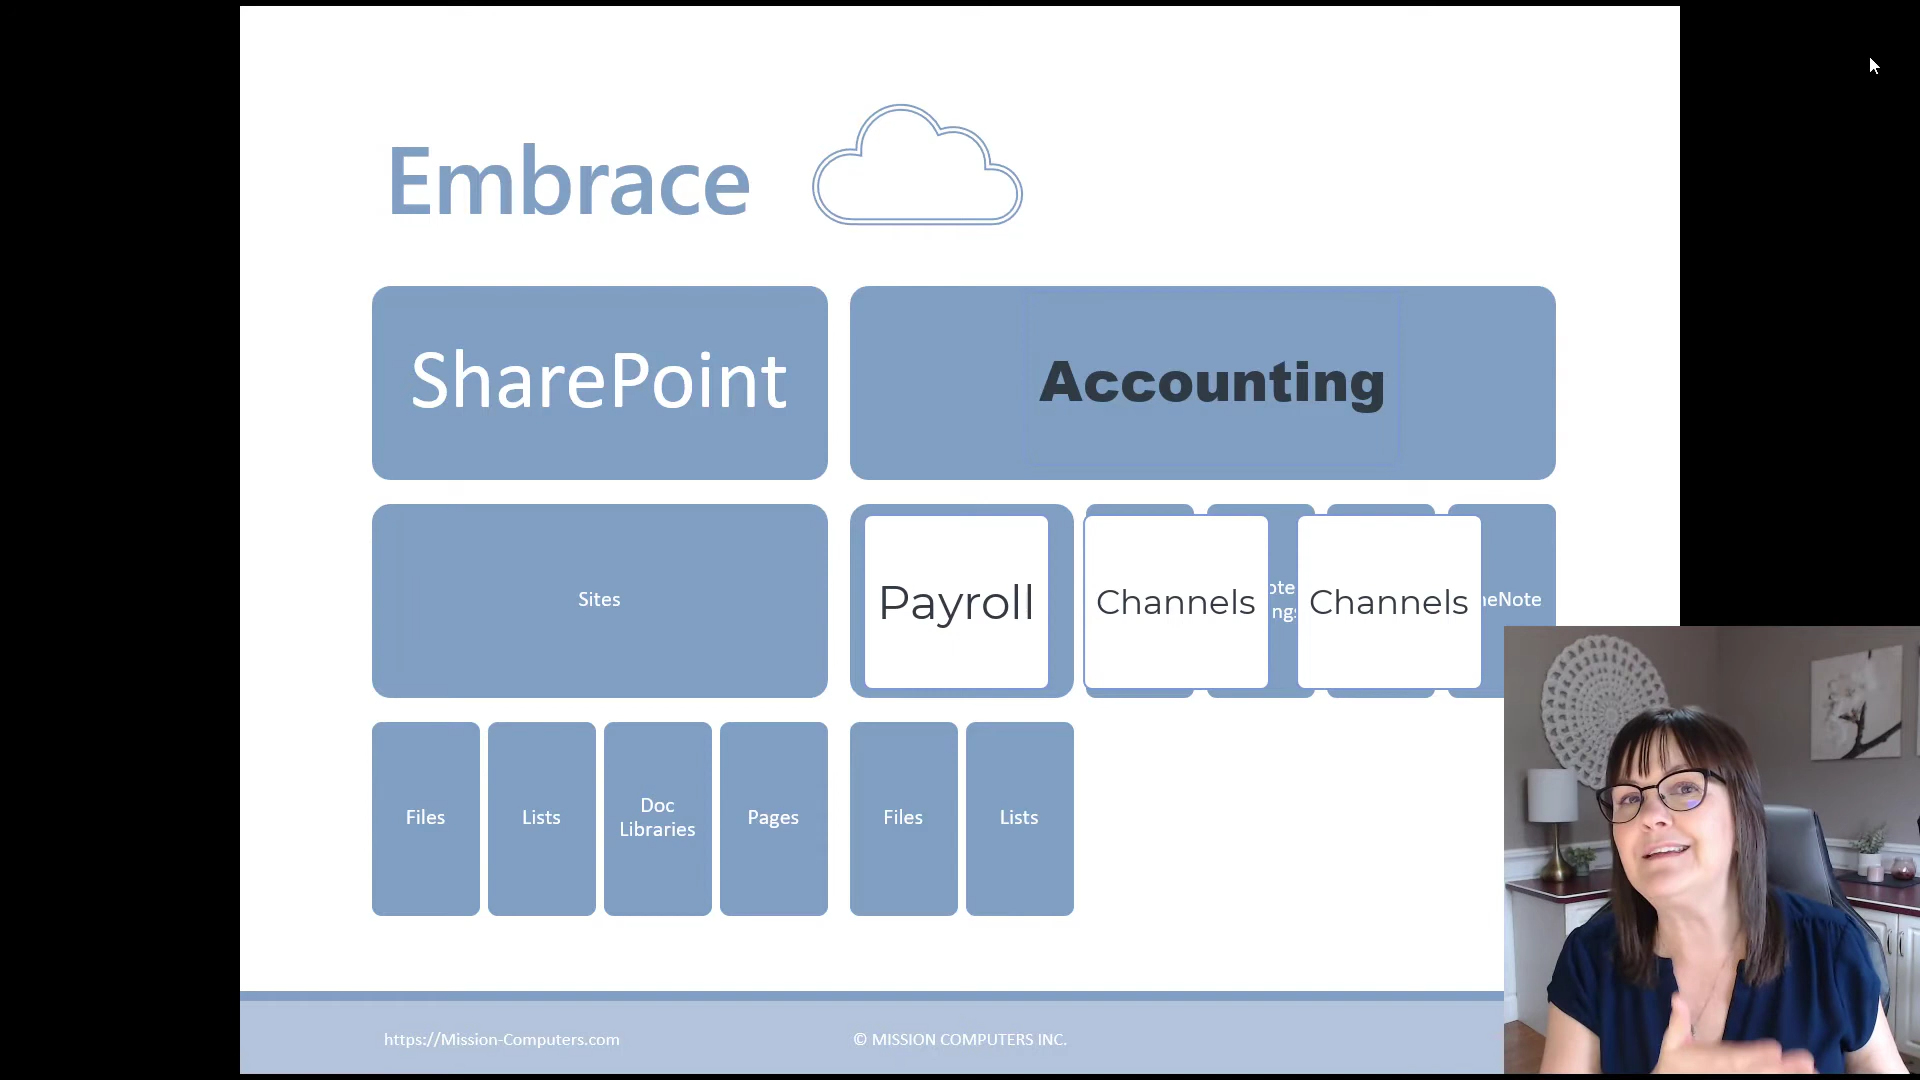 Embrace
SharePoint
Accounting
Sites
Payroll
Channels
Channels
Files
Lists
Doc
Libraries
Pages
Files
Lists
https://Mission-Computers.com
© MISSION COMPUTERS INC.